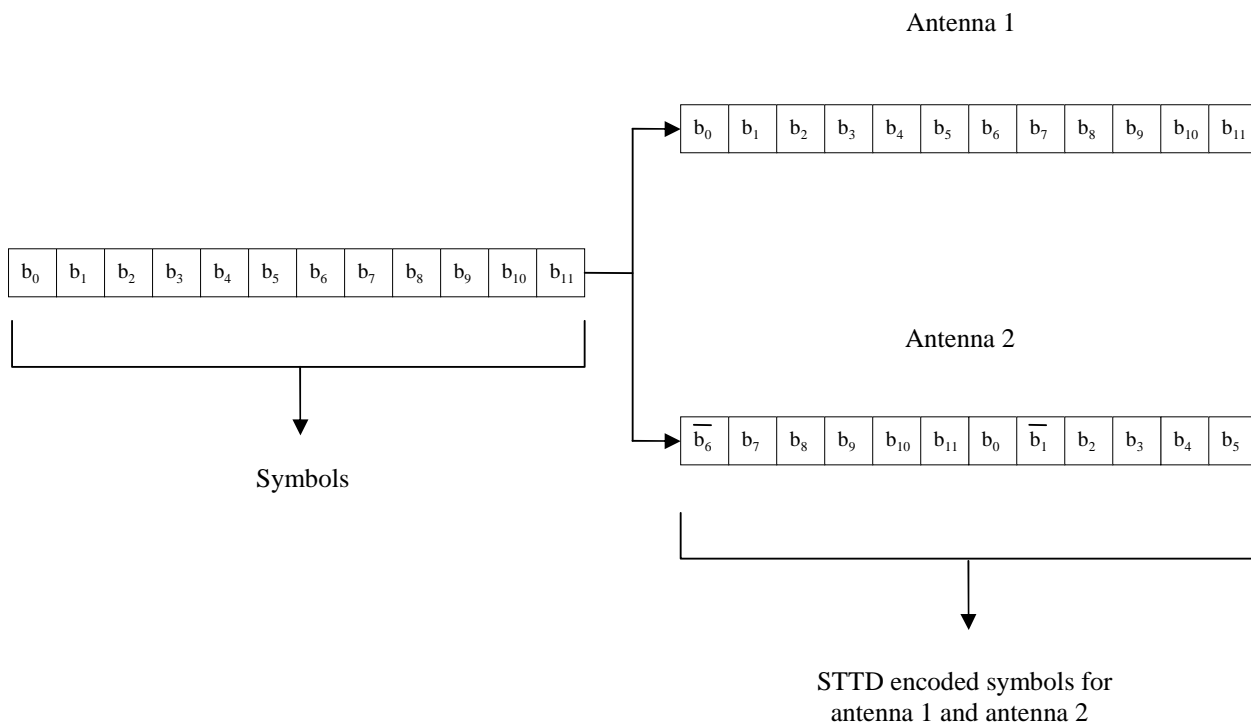 Antenna 1
b₀ b₁ b₂ b₃ b₄ b₅ b₆ b₇ b₈ b₉ b₁₀ b₁₁
b₀ b₁ b₂ b₃ b₄ b₅ b₆ b₇ b₈ b₉ b₁₀ b₁₁
Antenna 2
b̅₆ b₇ b₈ b₉ b₁₀ b₁₁ b₀ b̅₁ b₂ b₃ b₄ b₅
Symbols
STTD encoded symbols for
antenna 1 and antenna 2